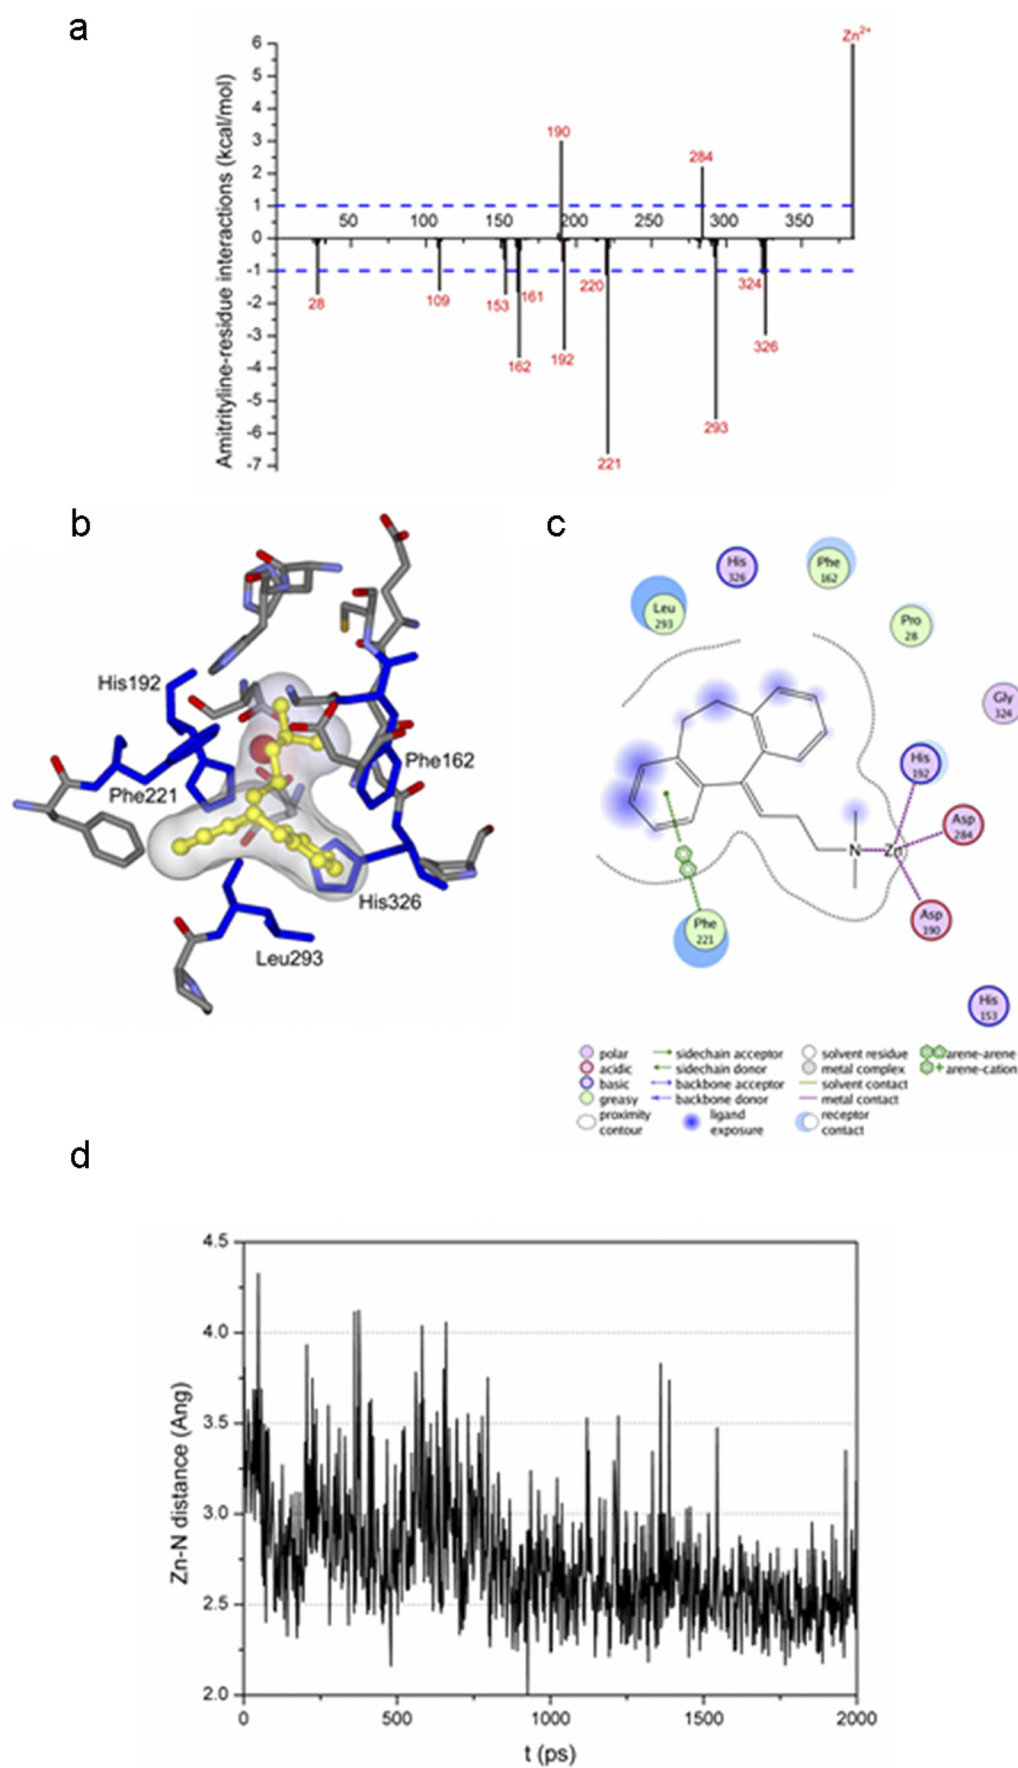 a
Amitrityline-residue interactions (kcal/mol)
6
5
4
3
2
1
0
-1
-2
-3
-4
-5
-6
-7
50 100 150 200 250 300 350
Zn2+
190
284
28
109
153
161
162
192
220
221
293
324
326
b
His192
Phe221
Phe162
His326
Leu293
c
His
326
Phe
162
Leu
293
Pro
28
Gly
324
His
192
Asp
284
N
Zn
Asp
190
Phe
221
His
153
polar
acidic
basic
greasy
proximity
contour
sidechain acceptor
sidechain donor
backbone acceptor
backbone donor
ligand
exposure
solvent residue
metal complex
solvent contact
metal contact
receptor
contact
arene-arene
arene-cation
d
Zn-N distance (Ang)
4.5
4.0
3.5
3.0
2.5
2.0
0 500 1000 1500 2000
t (ps)